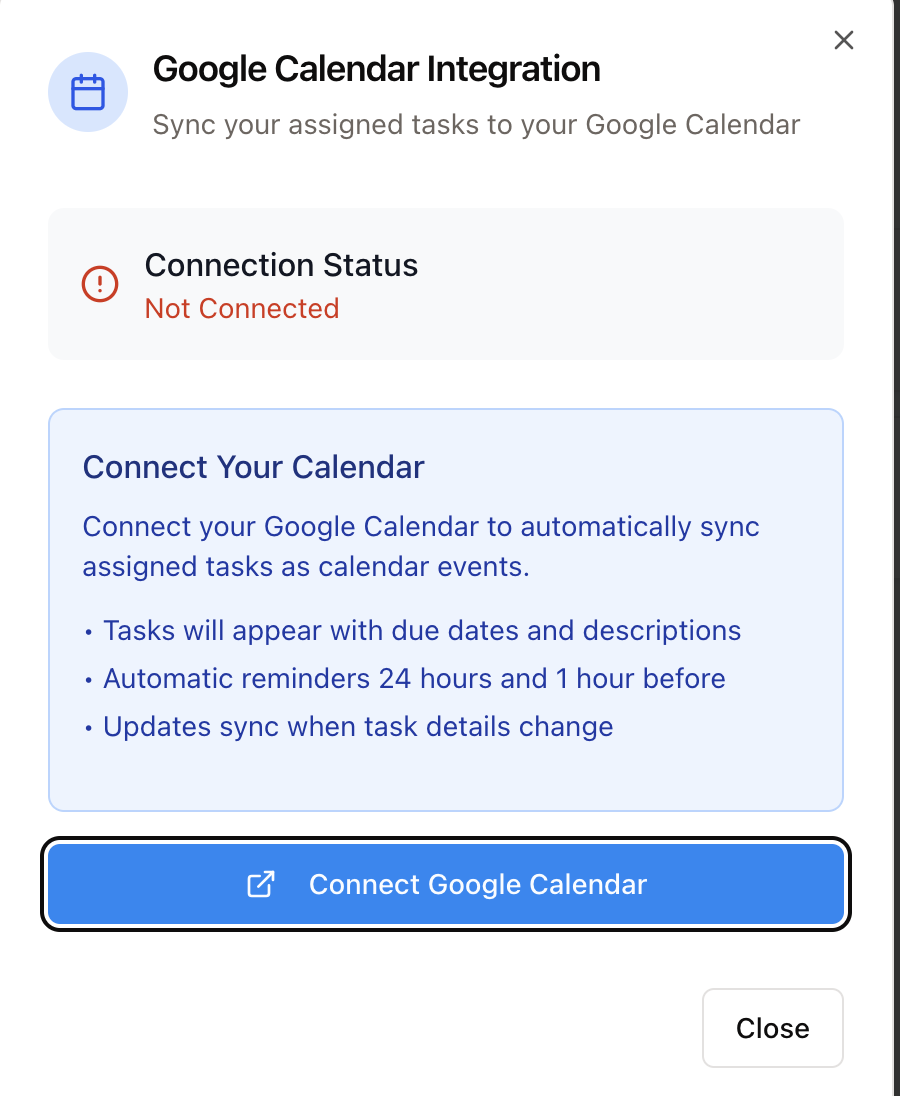 Google Calendar Integration
Sync your assigned tasks to your Google Calendar
Connection Status
Not Connected
Connect Your Calendar
Connect your Google Calendar to automatically sync
assigned tasks as calendar events.
• Tasks will appear with due dates and descriptions
• Automatic reminders 24 hours and 1 hour before
• Updates sync when task details change
Connect Google Calendar
Close